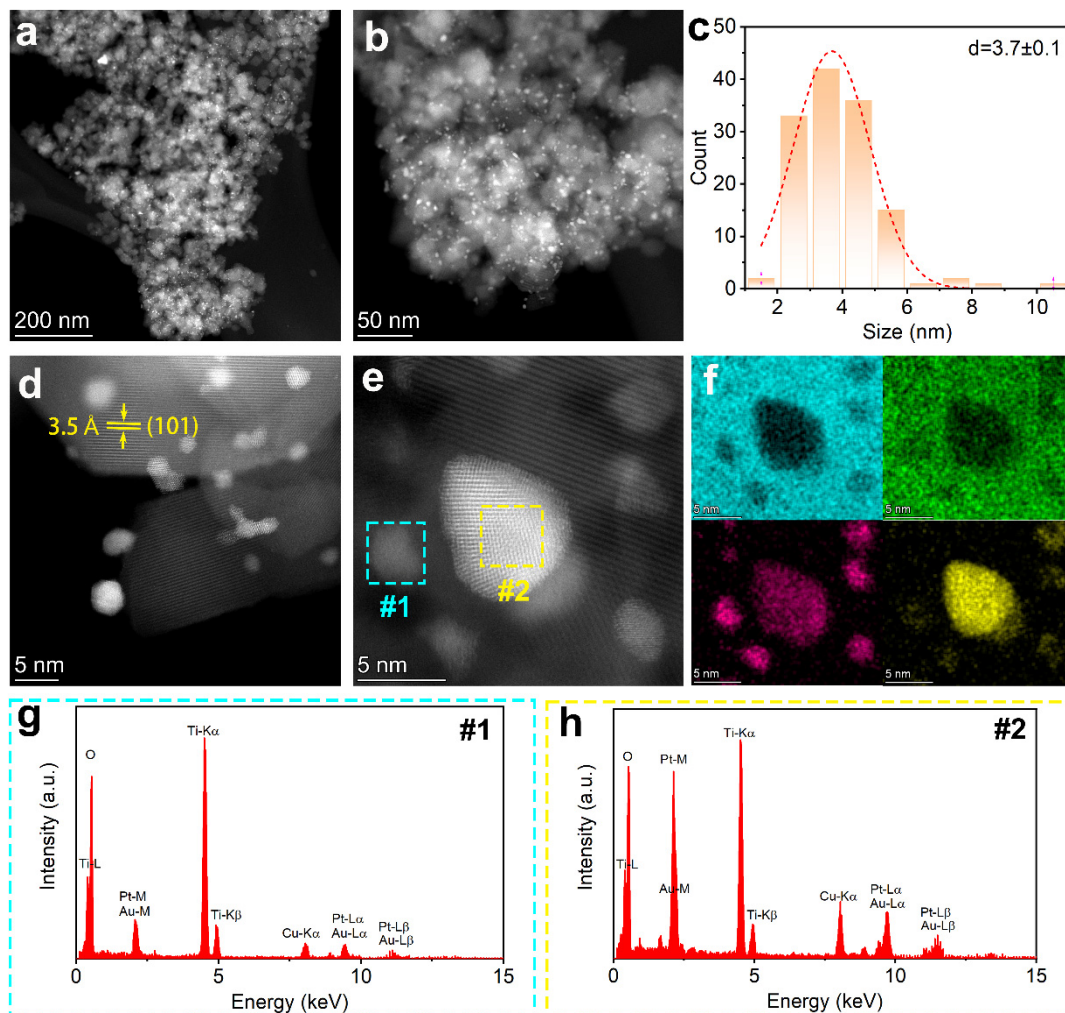 a
200 nm
b
50 nm
c
d=3.7±0.1
50
40
30
20
10
0
Count
2
4
6
8
10
Size (nm)
d
3.5 Å
(101)
5 nm
e
#1
#2
5 nm
f
5 nm
5 nm
5 nm
5 nm
g
#1
Ti-Kα
O
Ti-L
Pt-M
Au-M
Ti-Kβ
Cu-Kα
Pt-Lα
Au-Lα
Pt-Lβ
Au-Lβ
Intensity (a.u.)
0
5
10
15
Energy (keV)
h
#2
Ti-Kα
O
Pt-M
Ti-L
Au-M
Ti-Kβ
Cu-Kα
Pt-Lα
Au-Lα
Pt-Lβ
Au-Lβ
Intensity (a.u.)
0
5
10
15
Energy (keV)